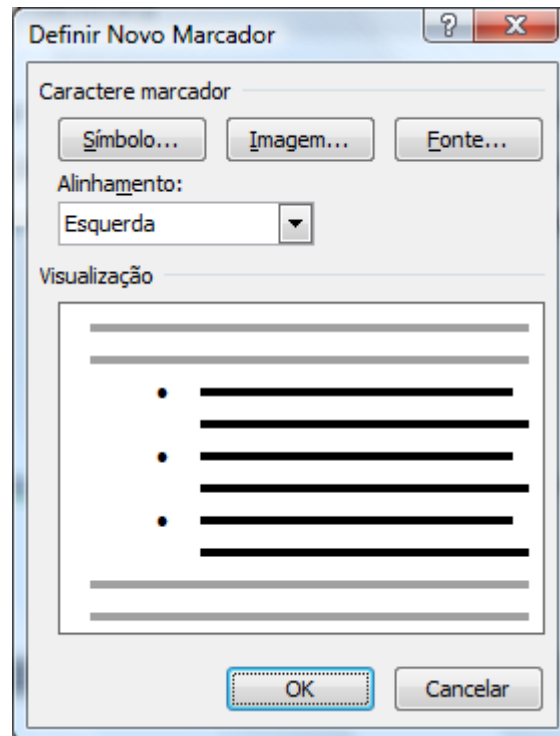 Definir Novo Marcador
Caractere marcador
Símbolo... Imagem... Fonte...
Alinhamento:
Esquerda
Visualização
OK Cancelar